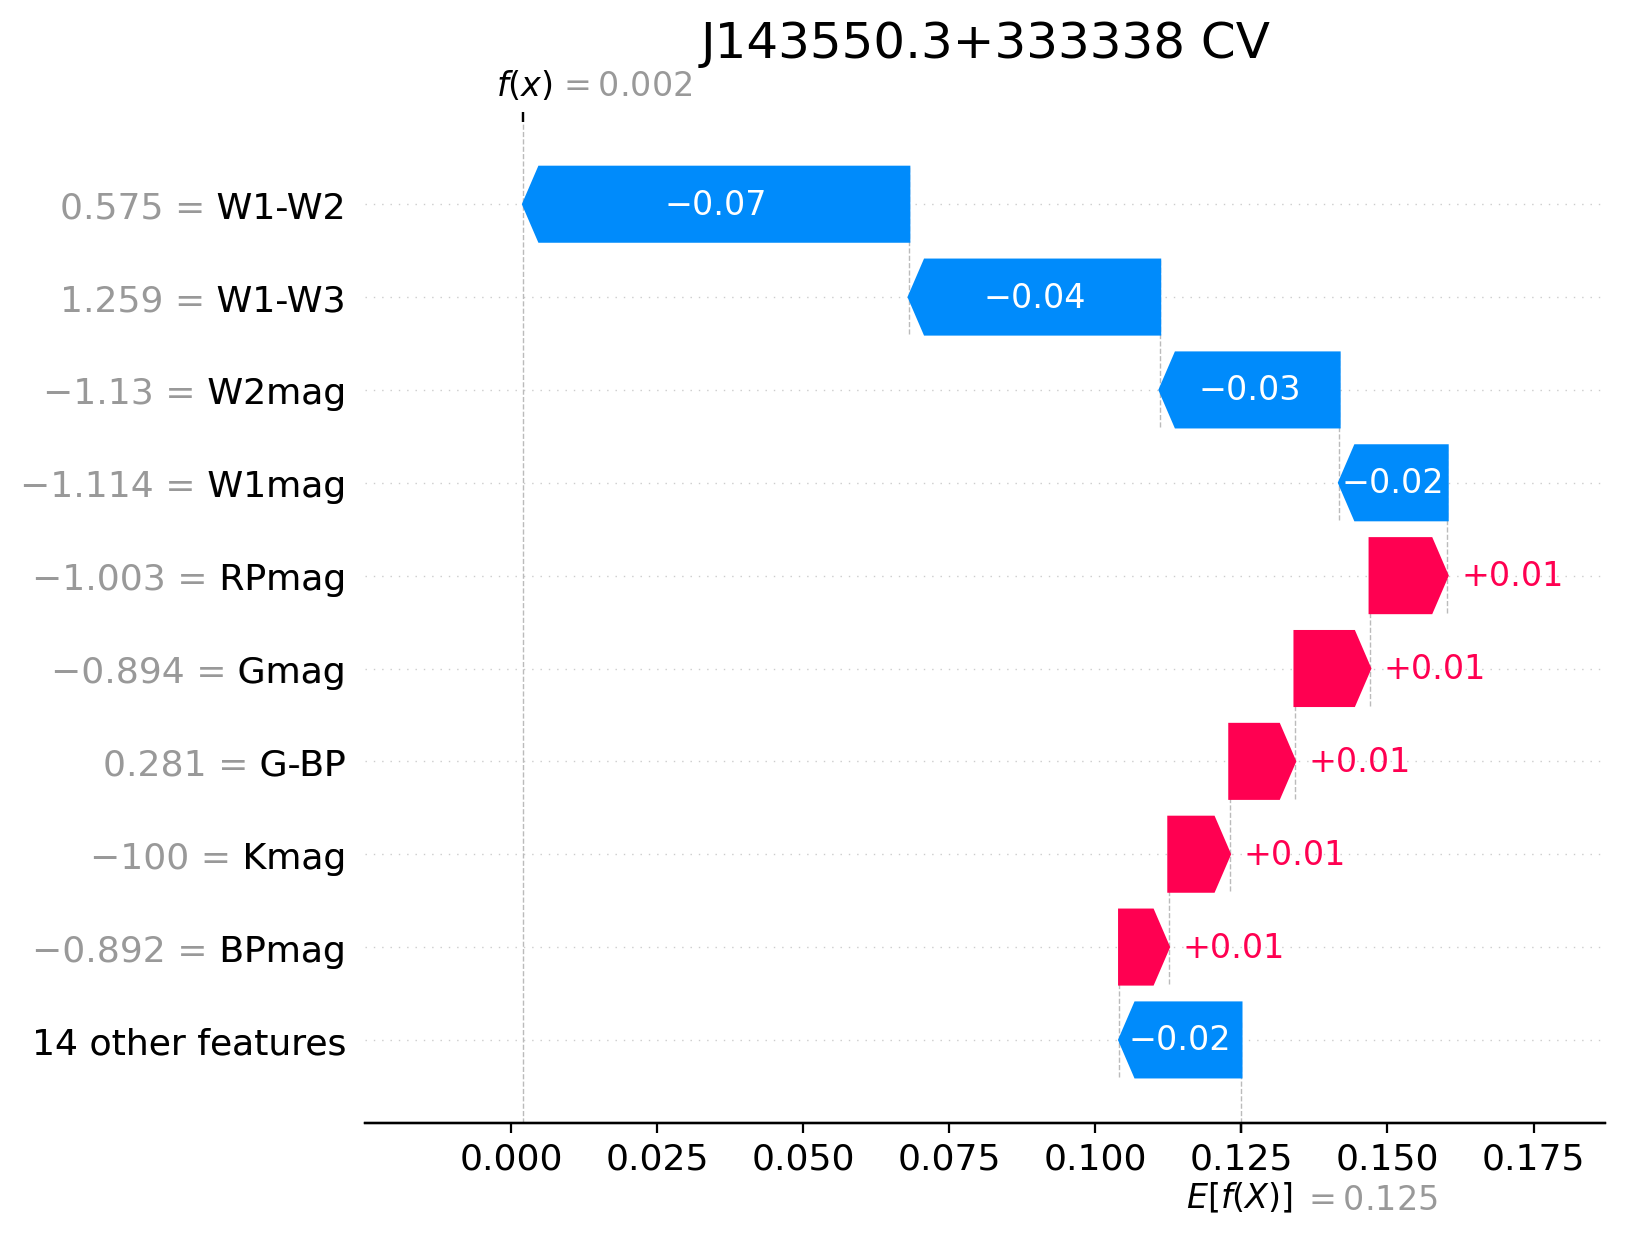 J143550.3+333338 CV
f(x) = 0.002
0.575 = W1-W2 −0.07
1.259 = W1-W3 −0.04
−1.13 = W2mag −0.03
−1.114 = W1mag −0.02
−1.003 = RPmag +0.01
−0.894 = Gmag +0.01
0.281 = G-BP +0.01
−100 = Kmag +0.01
−0.892 = BPmag +0.01
14 other features −0.02
0.000 0.025 0.050 0.075 0.100 0.125 0.150 0.175
E[f(X)] = 0.125